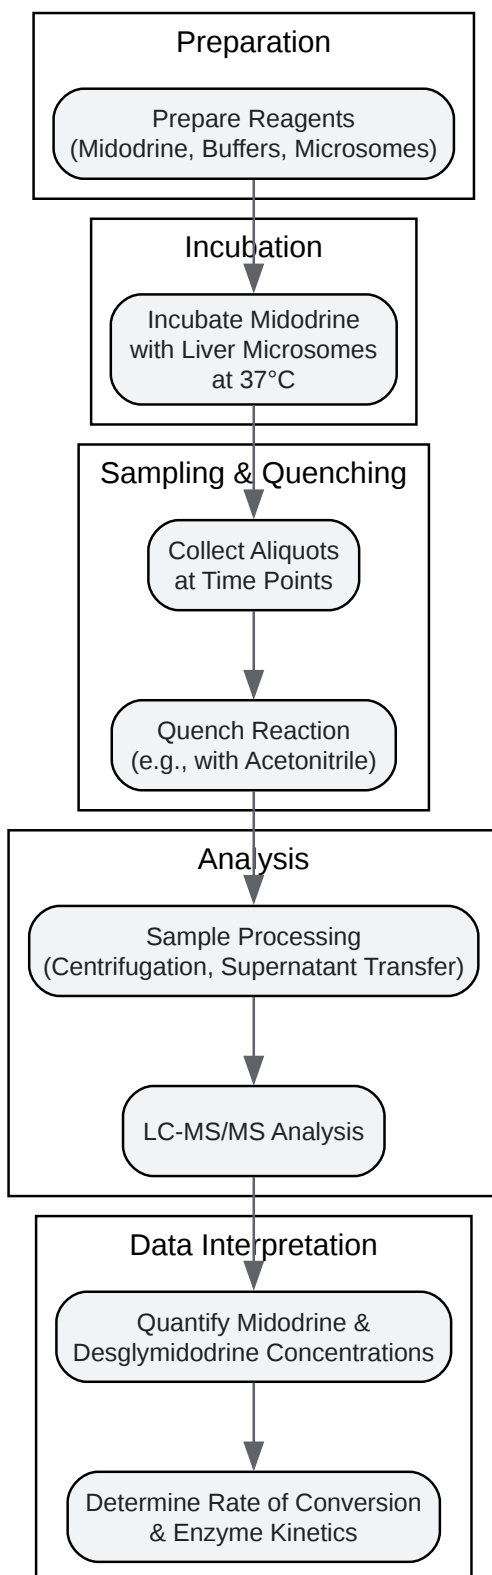 Preparation
Prepare Reagents
(Midodrine, Buffers, Microsomes)
Incubation
Incubate Midodrine
with Liver Microsomes
at 37°C
Sampling & Quenching
Collect Aliquots
at Time Points
Quench Reaction
(e.g., with Acetonitrile)
Analysis
Sample Processing
(Centrifugation, Supernatant Transfer)
LC-MS/MS Analysis
Data Interpretation
Quantify Midodrine &
Desglymidodrine Concentrations
Determine Rate of Conversion
& Enzyme Kinetics